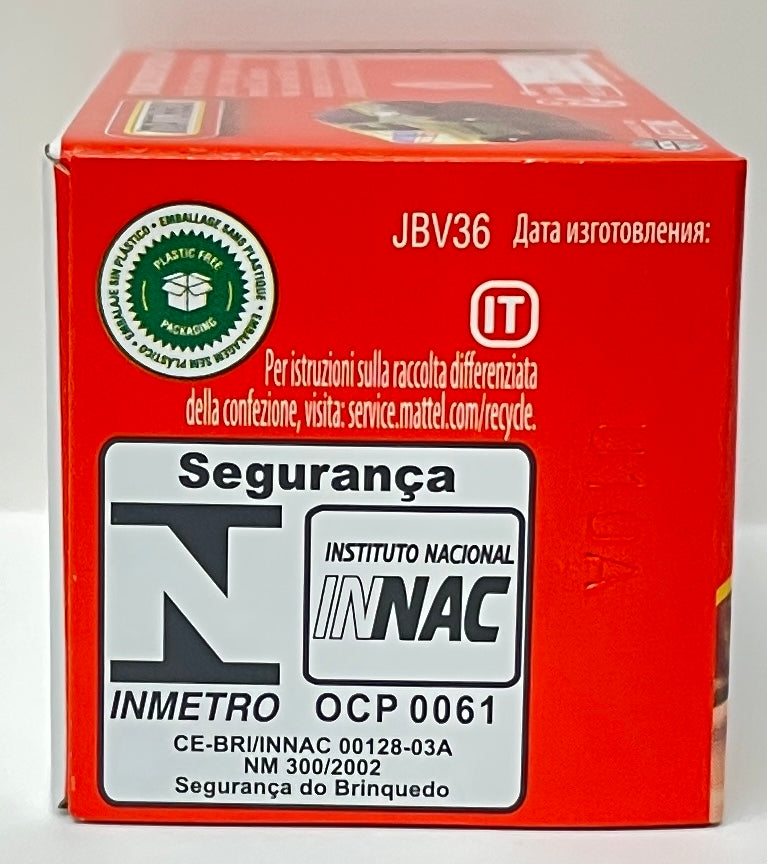 EMBALLAGE SANS PLASTIQUE • EMBALAGEM SEM PLÁSTICO • EMBALAJE SIN PLÁSTICO •
PLASTIC FREE
PACKAGING
JBV36 Дата изготовления:
IT
Per istruzioni sulla raccolta differenziata
della confezione, visita: service.mattel.com/recycle.
Segurança
INSTITUTO NACIONAL
INNAC
INMETRO OCP 0061
CE-BRI/INNAC 00128-03A
NM 300/2002
Segurança do Brinquedo